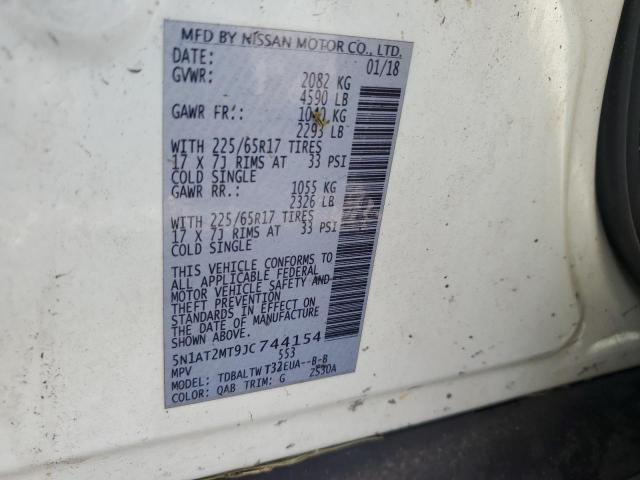 MFD BY NISSAN MOTOR CO., LTD.
DATE: 01/18
GVWR: 2082 KG
4590 LB
GAWR FR: KG
2293 LB
WITH 225/65R17 TIRES
17 X 7J RIMS AT 33 PSI
COLD SINGLE
GAWR RR.: 1055 KG
2326 LB
WITH 225/65R17 TIRES
17 X 7J RIMS AT 33 PSI
COLD SINGLE
THIS VEHICLE CONFORMS TO
ALL APPLICABLE FEDERAL
MOTOR VEHICLE SAFETY AND
THEFT PREVENTION
STANDARDS IN EFFECT ON
THE DATE OF MANUFACTURE
SHOWN ABOVE.
5N1AT2MT9JC744154
MPV 553
MODEL: TDBALTW T32EUA--B-B
COLOR: QAB TRIM: G 2S30A